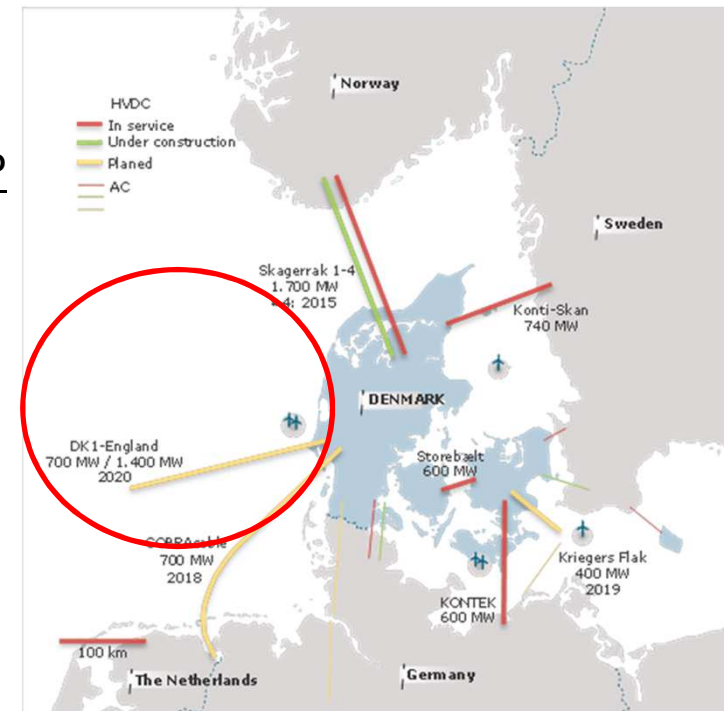 Norway
HVDC
In service
Under construction
Planed
AC
Sweden
Skagerrak 1-4
1.700 MW
2015
Konti-Skan
740 MW
DENMARK
DK1-England
700 MW / 1.400 MW
2020
Storebælt
600 MW
700 MW
2018
Kriegers Flak
400 MW
2019
KONTEK
600 MW
100 km
The Netherlands
Germany